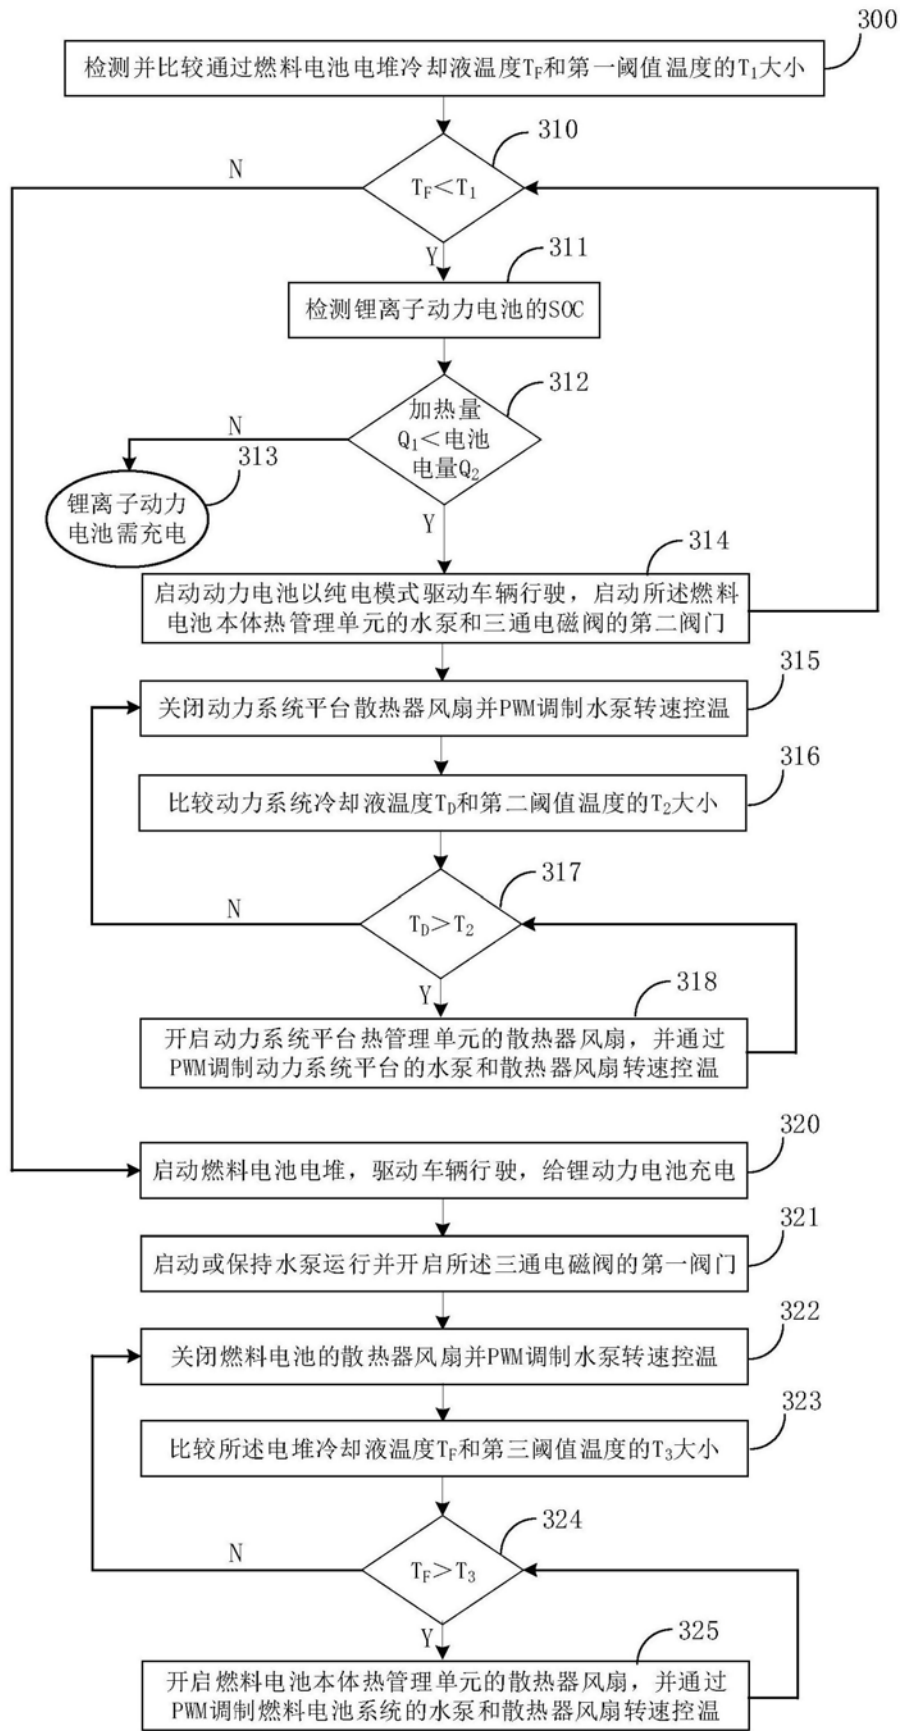 300
检测并比较通过燃料电池电堆冷却液温度T_F和第一阈值温度的T₁大小
310
N
T_F＜T₁
Y
311
检测锂离子动力电池的SOC
312
加热量
Q₁＜电池
电量Q₂
N
313
锂离子动力
电池需充电
Y
314
启动动力电池以纯电模式驱动车辆行驶，启动所述燃料
电池本体热管理单元的水泵和三通电磁阀的第二阀门
315
关闭动力系统平台散热器风扇并PWM调制水泵转速控温
316
比较动力系统冷却液温度T_D和第二阈值温度的T₂大小
317
N
T_D＞T₂
Y
318
开启动力系统平台热管理单元的散热器风扇，并通过
PWM调制动力系统平台的水泵和散热器风扇转速控温
320
启动燃料电池电堆，驱动车辆行驶，给锂动力电池充电
321
启动或保持水泵运行并开启所述三通电磁阀的第一阀门
322
关闭燃料电池的散热器风扇并PWM调制水泵转速控温
323
比较所述电堆冷却液温度T_F和第三阈值温度的T₃大小
324
N
T_F＞T₃
Y
325
开启燃料电池本体热管理单元的散热器风扇，并通过
PWM调制燃料电池系统的水泵和散热器风扇转速控温